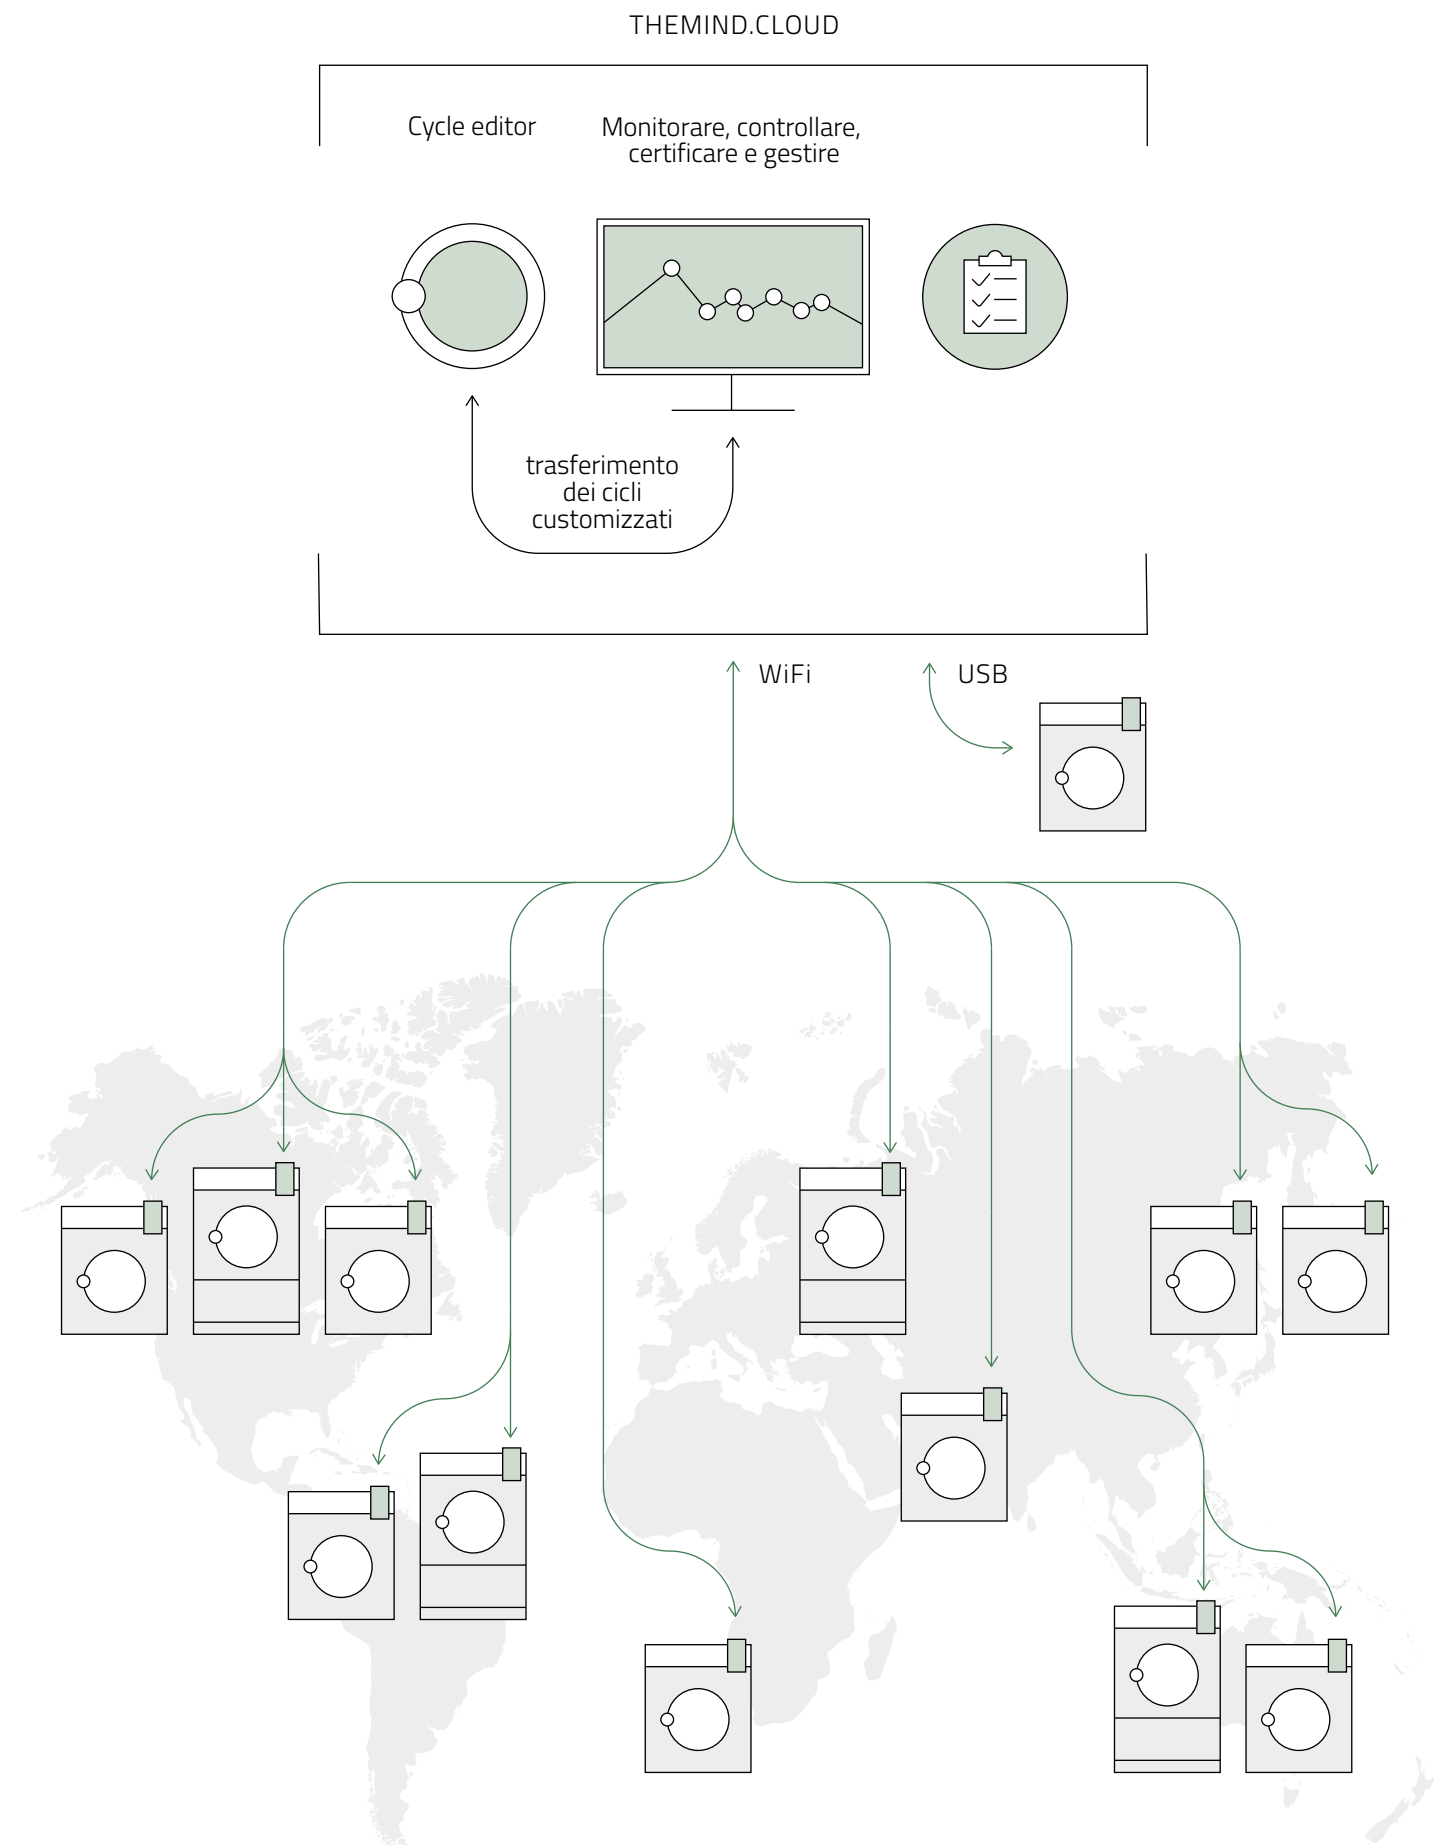 THEMIND.CLOUD
Cycle editor
Monitorare, controllare,
certificare e gestire
trasferimento
dei cicli
customizzati
WiFi
USB